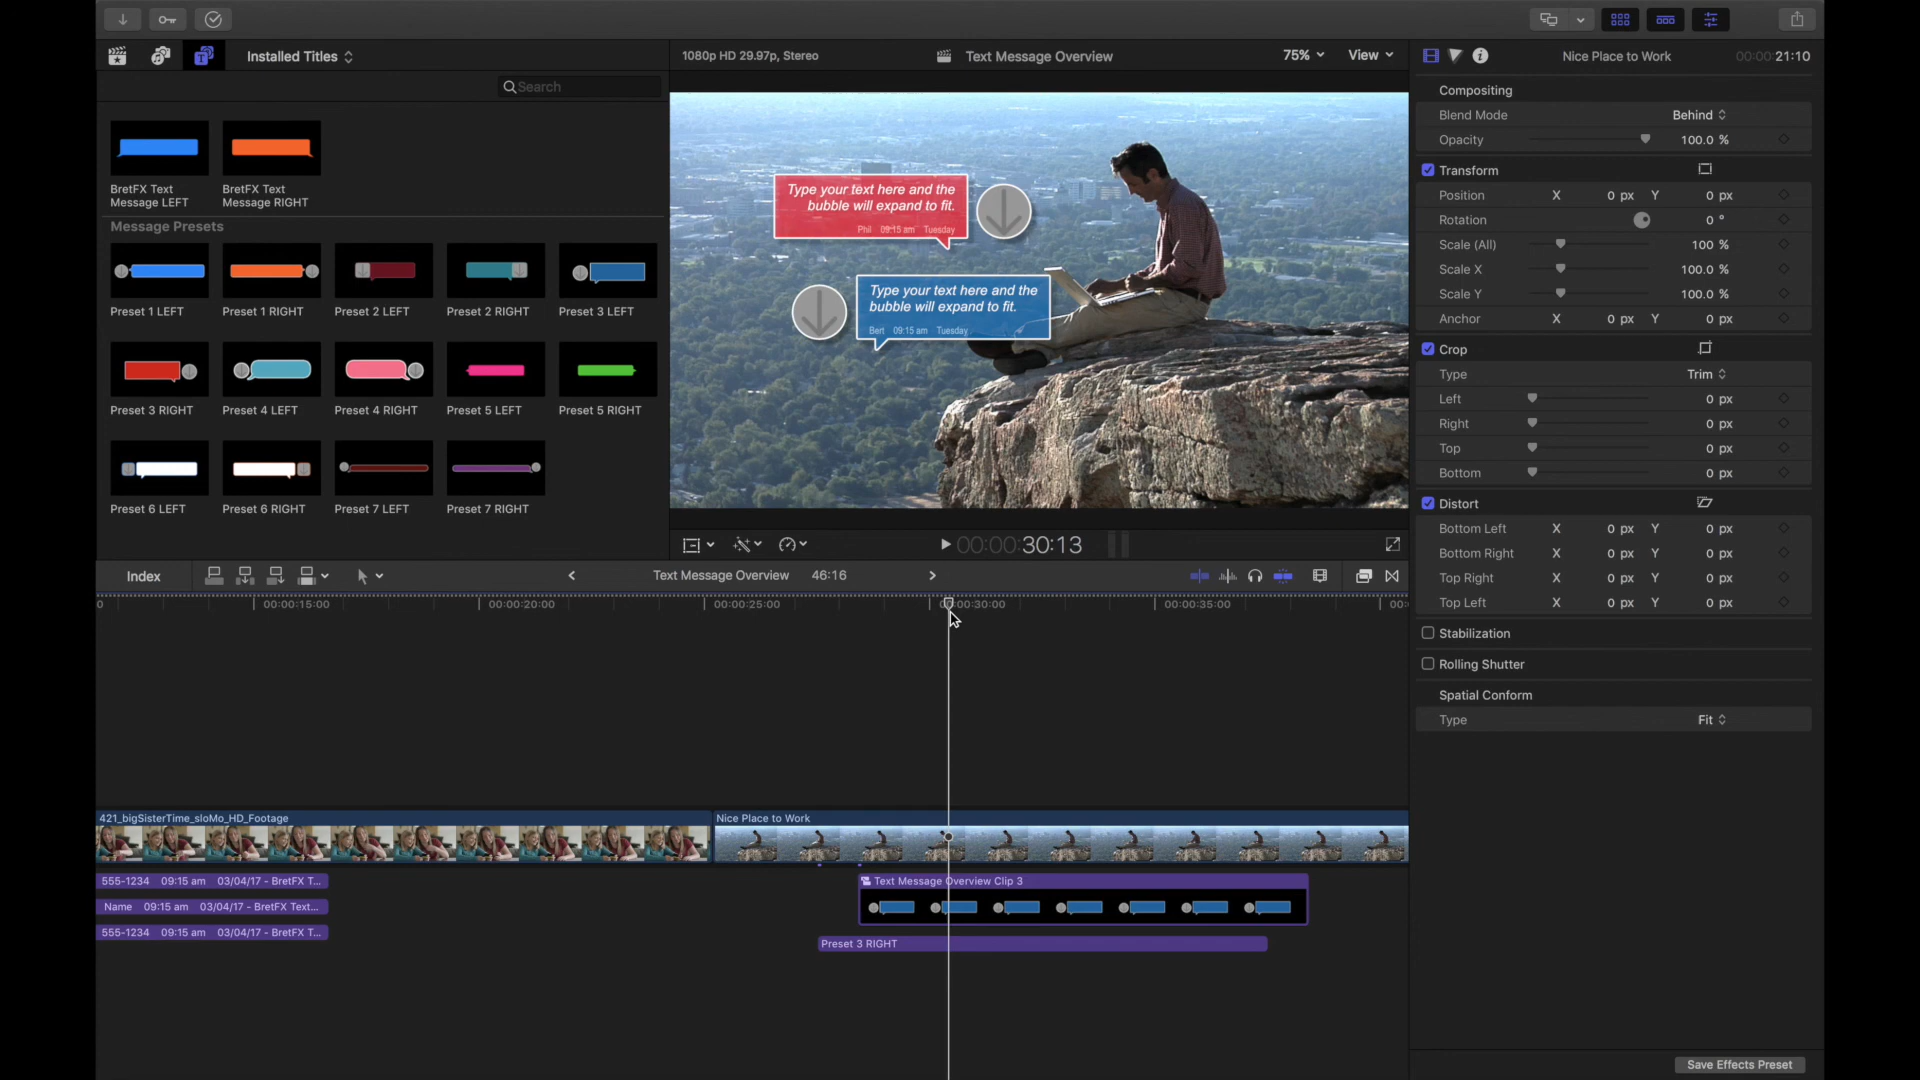 Installed Titles
1080p HD 29.97p, Stereo
Text Message Overview
75%
View
Nice Place to Work
00:00:21:10
Search
BretFX Text
Message LEFT
BretFX Text
Message RIGHT
Message Presets
Preset 1 LEFT
Preset 1 RIGHT
Preset 2 LEFT
Preset 2 RIGHT
Preset 3 LEFT
Preset 3 RIGHT
Preset 4 LEFT
Preset 4 RIGHT
Preset 5 LEFT
Preset 5 RIGHT
Preset 6 LEFT
Preset 6 RIGHT
Preset 7 LEFT
Preset 7 RIGHT
Type your text here and the
bubble will expand to fit.
Phil 09:15 am Tuesday
Type your text here and the
bubble will expand to fit.
Bert 09:15 am Tuesday
00:00:30:13
Compositing
Blend Mode Behind
Opacity 100.0 %
Transform
Position X 0 px Y 0 px
Rotation 0 °
Scale (All) 100 %
Scale X 100.0 %
Scale Y 100.0 %
Anchor X 0 px Y 0 px
Crop
Type Trim
Left 0 px
Right 0 px
Top 0 px
Bottom 0 px
Distort
Bottom Left X 0 px Y 0 px
Bottom Right X 0 px Y 0 px
Top Right X 0 px Y 0 px
Top Left X 0 px Y 0 px
Stabilization
Rolling Shutter
Spatial Conform
Type Fit
Save Effects Preset
Index
Text Message Overview 46:16
0 00:00:15:00 00:00:20:00 00:00:25:00 00:00:30:00 00:00:35:00 00:
421_bigSisterTime_sloMo_HD_Footage
Nice Place to Work
555-1234 09:15 am 03/04/17 - BretFX T...
Name 09:15 am 03/04/17 - BretFX Text...
555-1234 09:15 am 03/04/17 - BretFX T...
Text Message Overview Clip 3
Preset 3 RIGHT